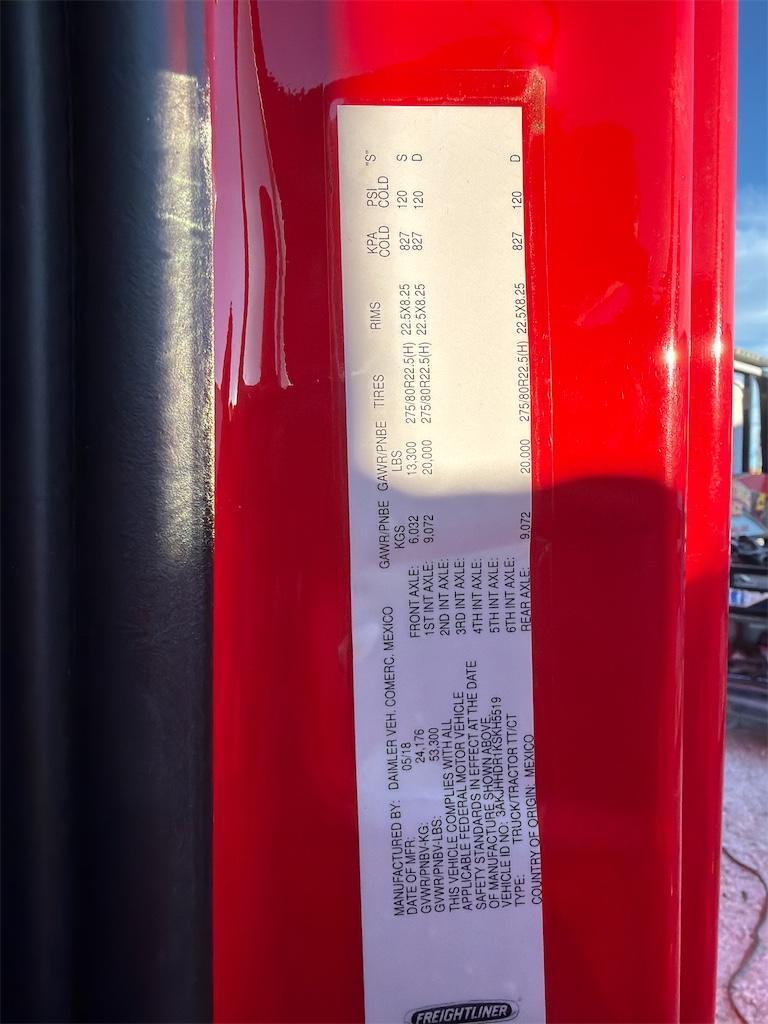 FREIGHTLINER
MANUFACTURED BY: DAIMLER VEH. COMERC. MEXICO
DATE OF MFR: 05/18
GVWR/PNBV-KG: 24,176
GVWR/PNBV-LBS: 53,300
THIS VEHICLE COMPLIES WITH ALL
APPLICABLE FEDERAL MOTOR VEHICLE
SAFETY STANDARDS IN EFFECT AT THE DATE
OF MANUFACTURE SHOWN ABOVE.
VEHICLE ID NO: 3AKJHHDR1KSKH5519
TYPE: TRUCK/TRACTOR TT/CT
COUNTRY OF ORIGIN: MEXICO
GAWR/PNBE GAWR/PNBE TIRES RIMS KPA PSI "S"
KGS LBS COLD COLD
FRONT AXLE: 6,032 13,300 275/80R22.5(H) 22.5X8.25 827 120 S
1ST INT AXLE: 9,072 20,000 275/80R22.5(H) 22.5X8.25 827 120 D
2ND INT AXLE:
3RD INT AXLE:
4TH INT AXLE:
5TH INT AXLE:
6TH INT AXLE:
REAR AXLE: 9,072 20,000 275/80R22.5(H) 22.5X8.25 827 120 D